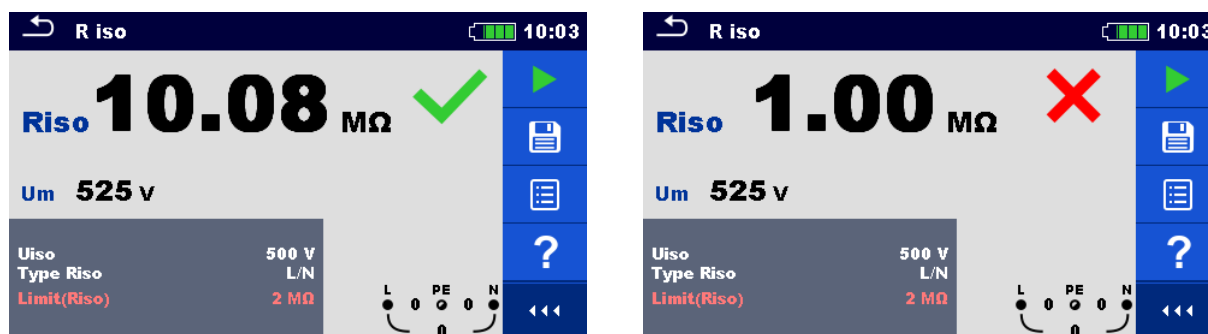 R iso 10:03
Riso 10.08 MΩ
Um 525 V
Uiso 500 V
Type Riso L/N
Limit(Riso) 2 MΩ
L PE N
0 0
0
?
R iso 10:03
Riso 1.00 MΩ
Um 525 V
Uiso 500 V
Type Riso L/N
Limit(Riso) 2 MΩ
L PE N
0 0
0
?